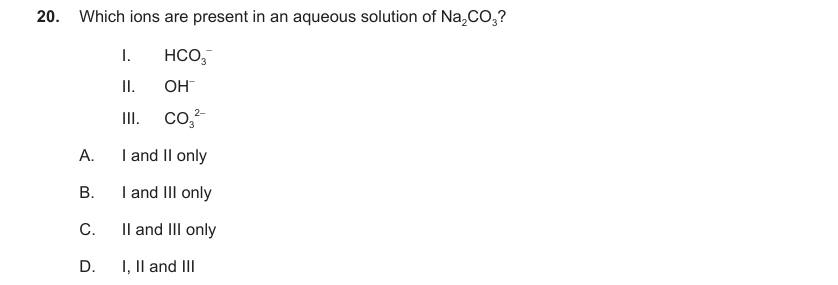 20. Which ions are present in an aqueous solution of Na₂CO₃?
I. HCO₃⁻
II. OH⁻
III. CO₃²⁻
A. I and II only
B. I and III only
C. II and III only
D. I, II and III